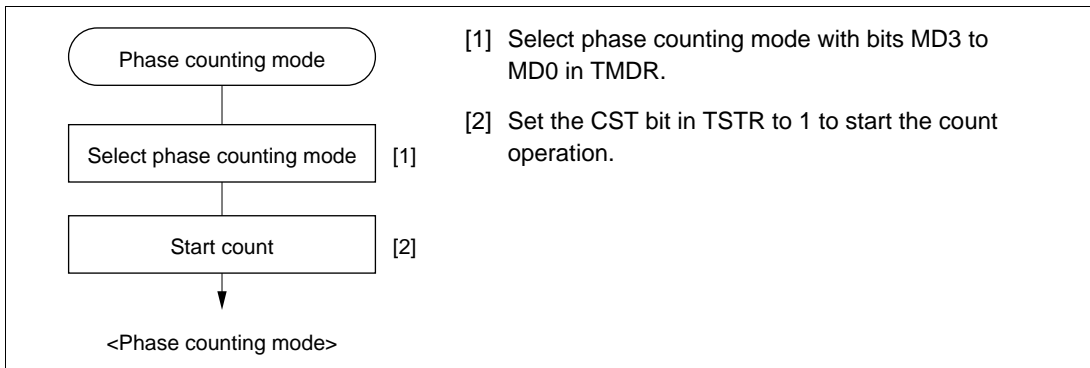 Phase counting mode
Select phase counting mode [1]
Start count [2]
<Phase counting mode>
[1] Select phase counting mode with bits MD3 to
MD0 in TMDR.
[2] Set the CST bit in TSTR to 1 to start the count
operation.